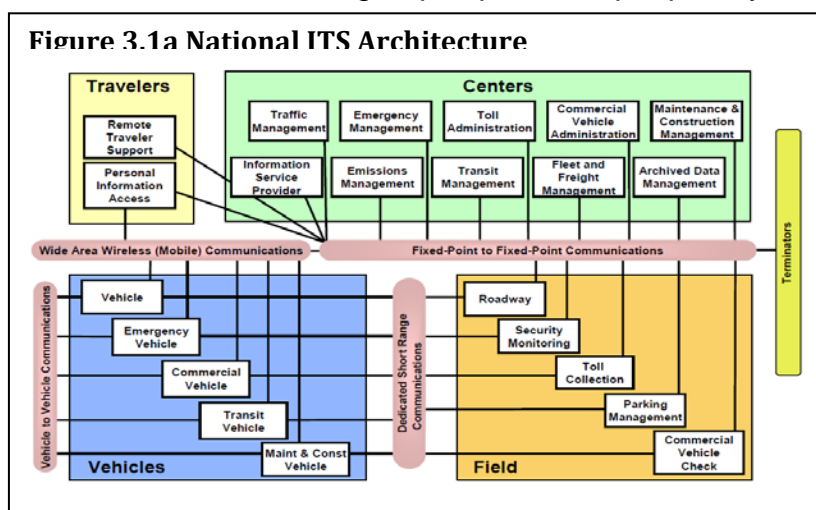 Figure 3.1a National ITS Architecture
Travelers
Remote
Traveler
Support
Personal
Information
Access
Centers
Traffic
Management
Emergency
Management
Toll
Administration
Commercial
Vehicle
Administration
Maintenance &
Construction
Management
Information
Service
Provider
Emissions
Management
Transit
Management
Fleet and
Freight
Management
Archived Data
Management
Wide Area Wireless (Mobile) Communications
Fixed-Point to Fixed-Point Communications
Terminators
Vehicle to Vehicle Communications
Vehicle
Emergency
Vehicle
Commercial
Vehicle
Transit
Vehicle
Maint & Const
Vehicle
Vehicles
Dedicated Short Range
Communications
Roadway
Security
Monitoring
Toll
Collection
Parking
Management
Commercial
Vehicle
Check
Field